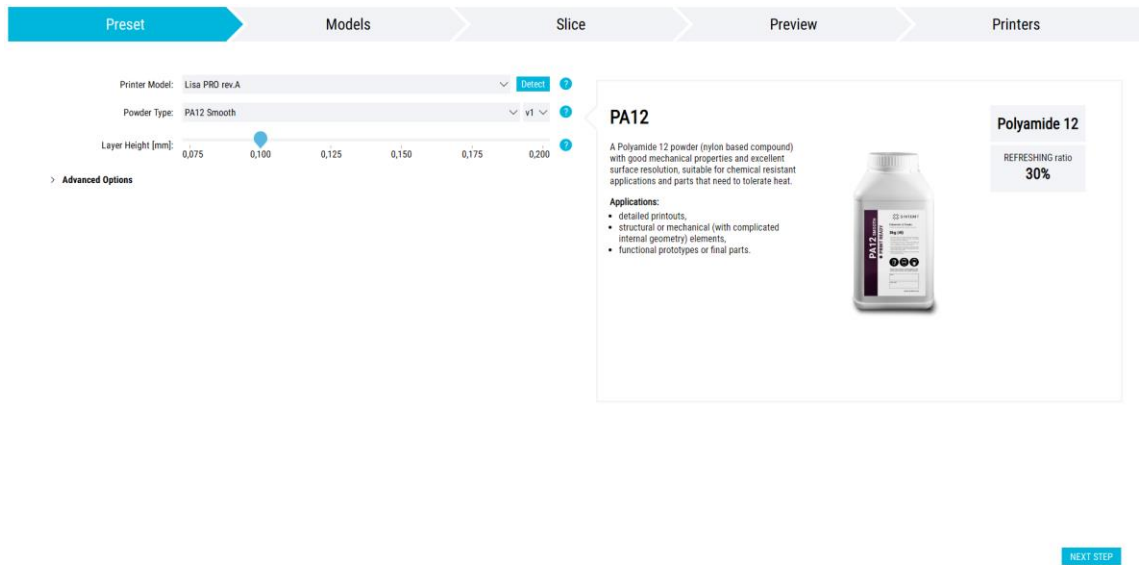 Preset Models Slice Preview Printers
Printer Model: Lisa PRO rev.A Detect ?
Powder Type: PA12 Smooth v1 ?
Layer Height [mm]: ?
0,075 0,100 0,125 0,150 0,175 0,200
> Advanced Options
PA12
A Polyamide 12 powder (nylon based compound)
with good mechanical properties and excellent
surface resolution, suitable for chemical resistant
applications and parts that need to tolerate heat.
Applications:
• detailed printouts,
• structural or mechanical (with complicated
internal geometry) elements,
• functional prototypes or final parts.
PA12 SMOOTH
Polyamide 12
REFRESHING ratio
30%
NEXT STEP